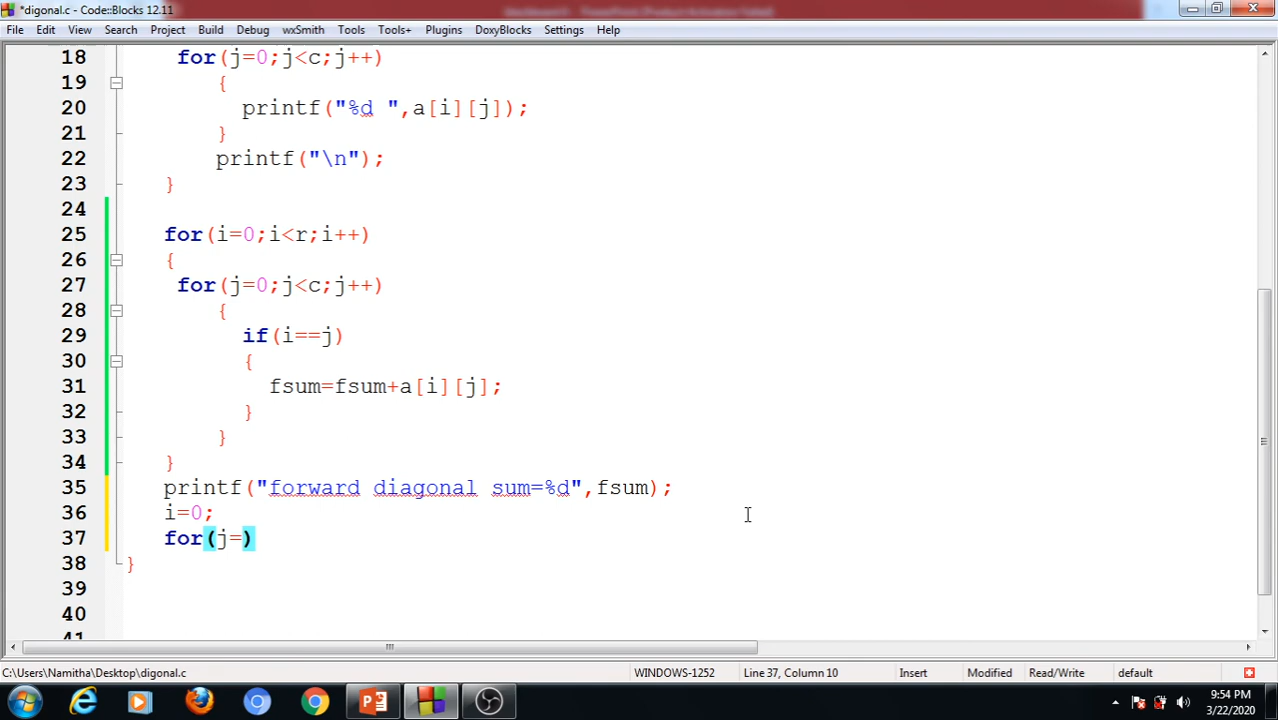 *digonal.c - Code::Blocks 12.11
File Edit View Search Project Build Debug wxSmith Tools Tools+ Plugins DoxyBlocks Settings Help
18 for(j=0;j<c;j++)
19 {
20 printf("%d ",a[i][j]);
21 }
22 printf("\n");
23 }
24
25 for(i=0;i<r;i++)
26 {
27 for(j=0;j<c;j++)
28 {
29 if(i==j)
30 {
31 fsum=fsum+a[i][j];
32 }
33 }
34 }
35 printf("forward diagonal sum=%d",fsum);
36 i=0;
37 for(j=)
38 }
39
40
41
C:\Users\Namitha\Desktop\digonal.c WINDOWS-1252 Line 37, Column 10 Insert Modified Read/Write default
9:54 PM
3/22/2020